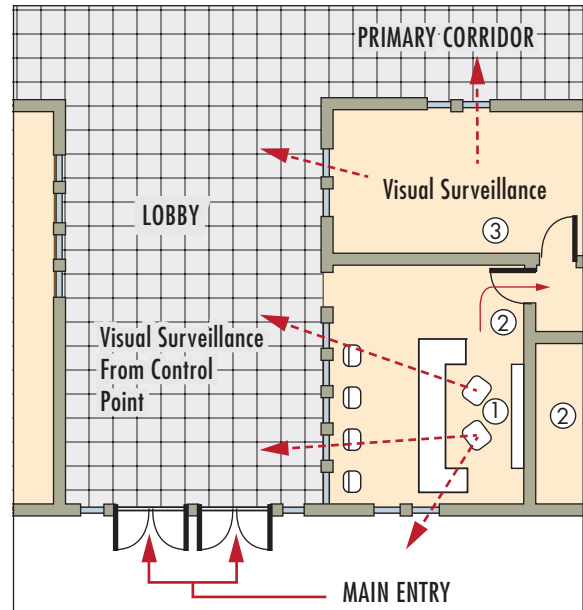 PRIMARY CORRIDOR
Visual Surveillance
LOBBY
3
Visual Surveillance
From Control
Point
2
1
2
MAIN ENTRY